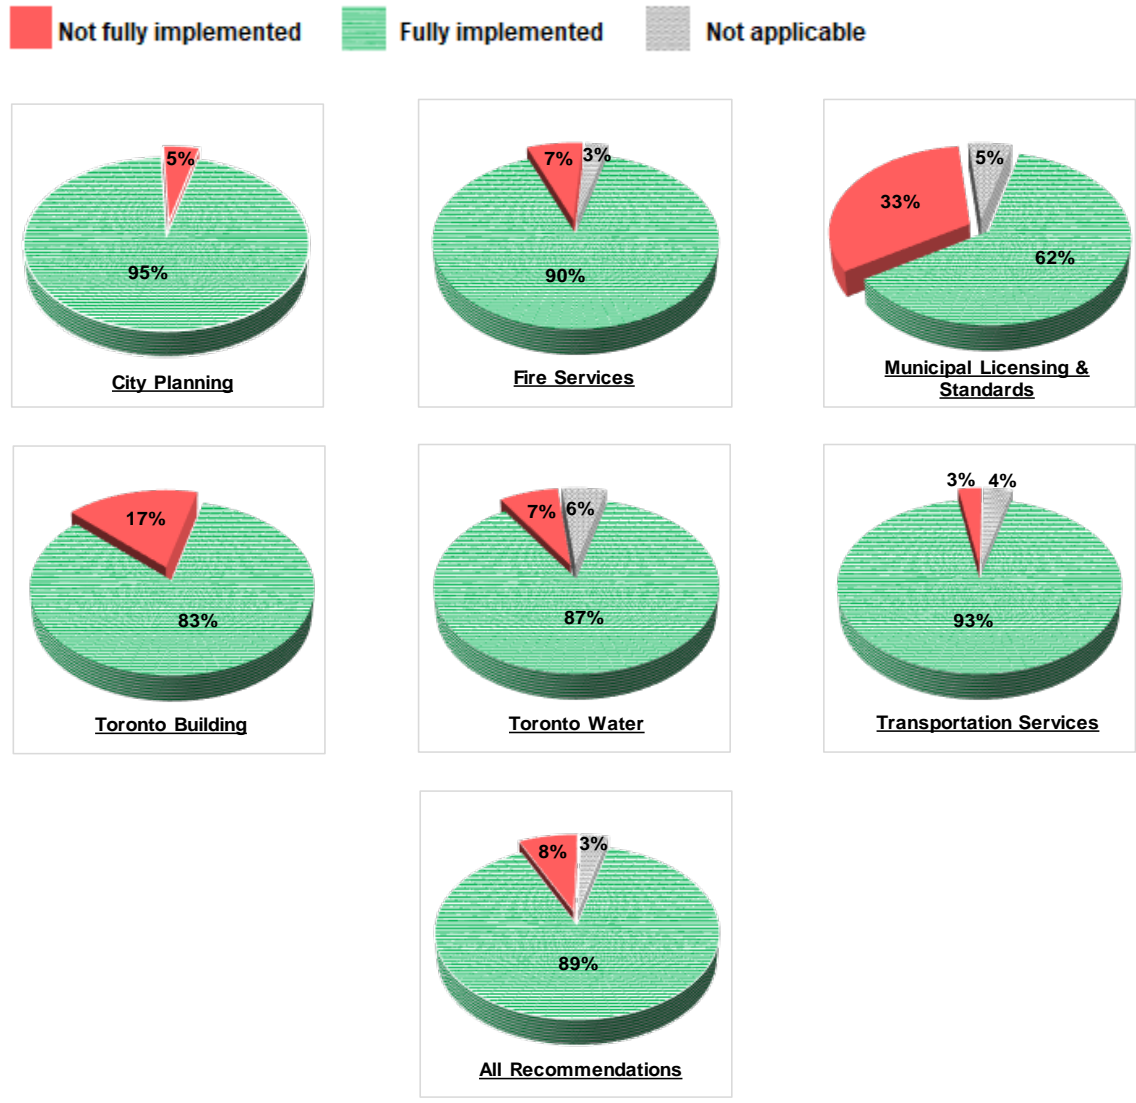 Not fully implemented
Fully implemented
Not applicable
5%
95%
City Planning
7%
3%
90%
Fire Services
5%
33%
62%
Municipal Licensing &
Standards
17%
83%
Toronto Building
7%
6%
87%
Toronto Water
3%
4%
93%
Transportation Services
8%
3%
89%
All Recommendations